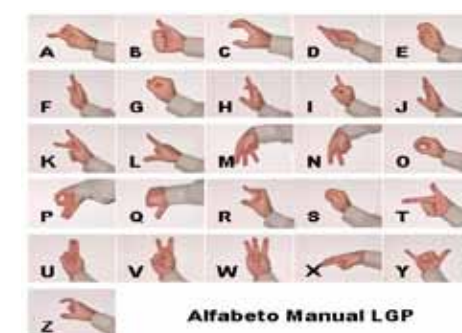 A B C D E
F G H I J
K L M N O
P Q R S T
U V W X Y
Z Alfabeto Manual LGP